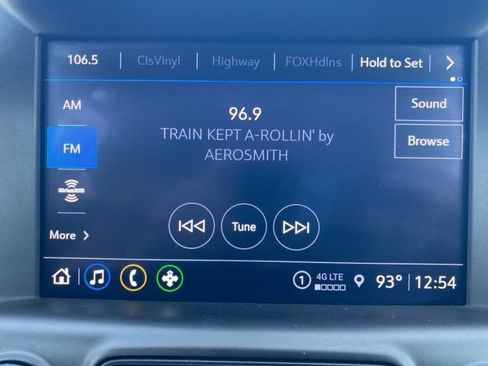 106.5 ClsVinyl Highway FOXHdlns Hold to Set
AM
FM
SiriusXM
More
96.9
TRAIN KEPT A-ROLLIN' by
AEROSMITH
Sound
Browse
Tune
1 4G LTE 93° 12:54